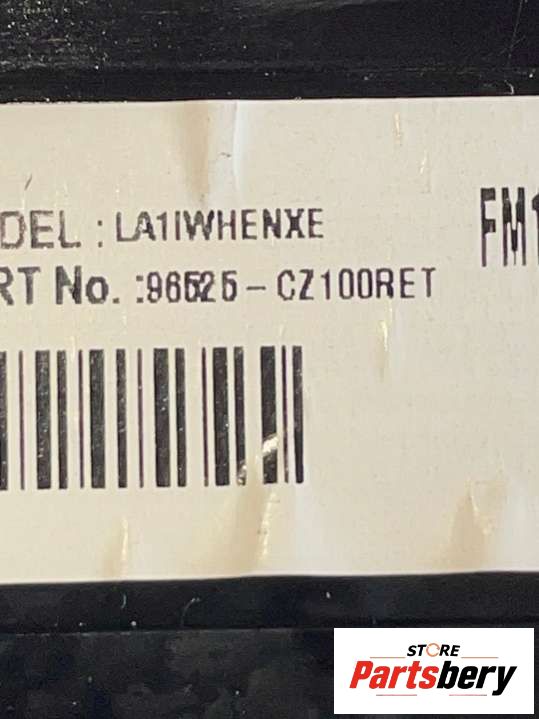 DEL : LA1IWHENXE
RT No. :96525-CZ100RET
FM1
STORE
Partsbery